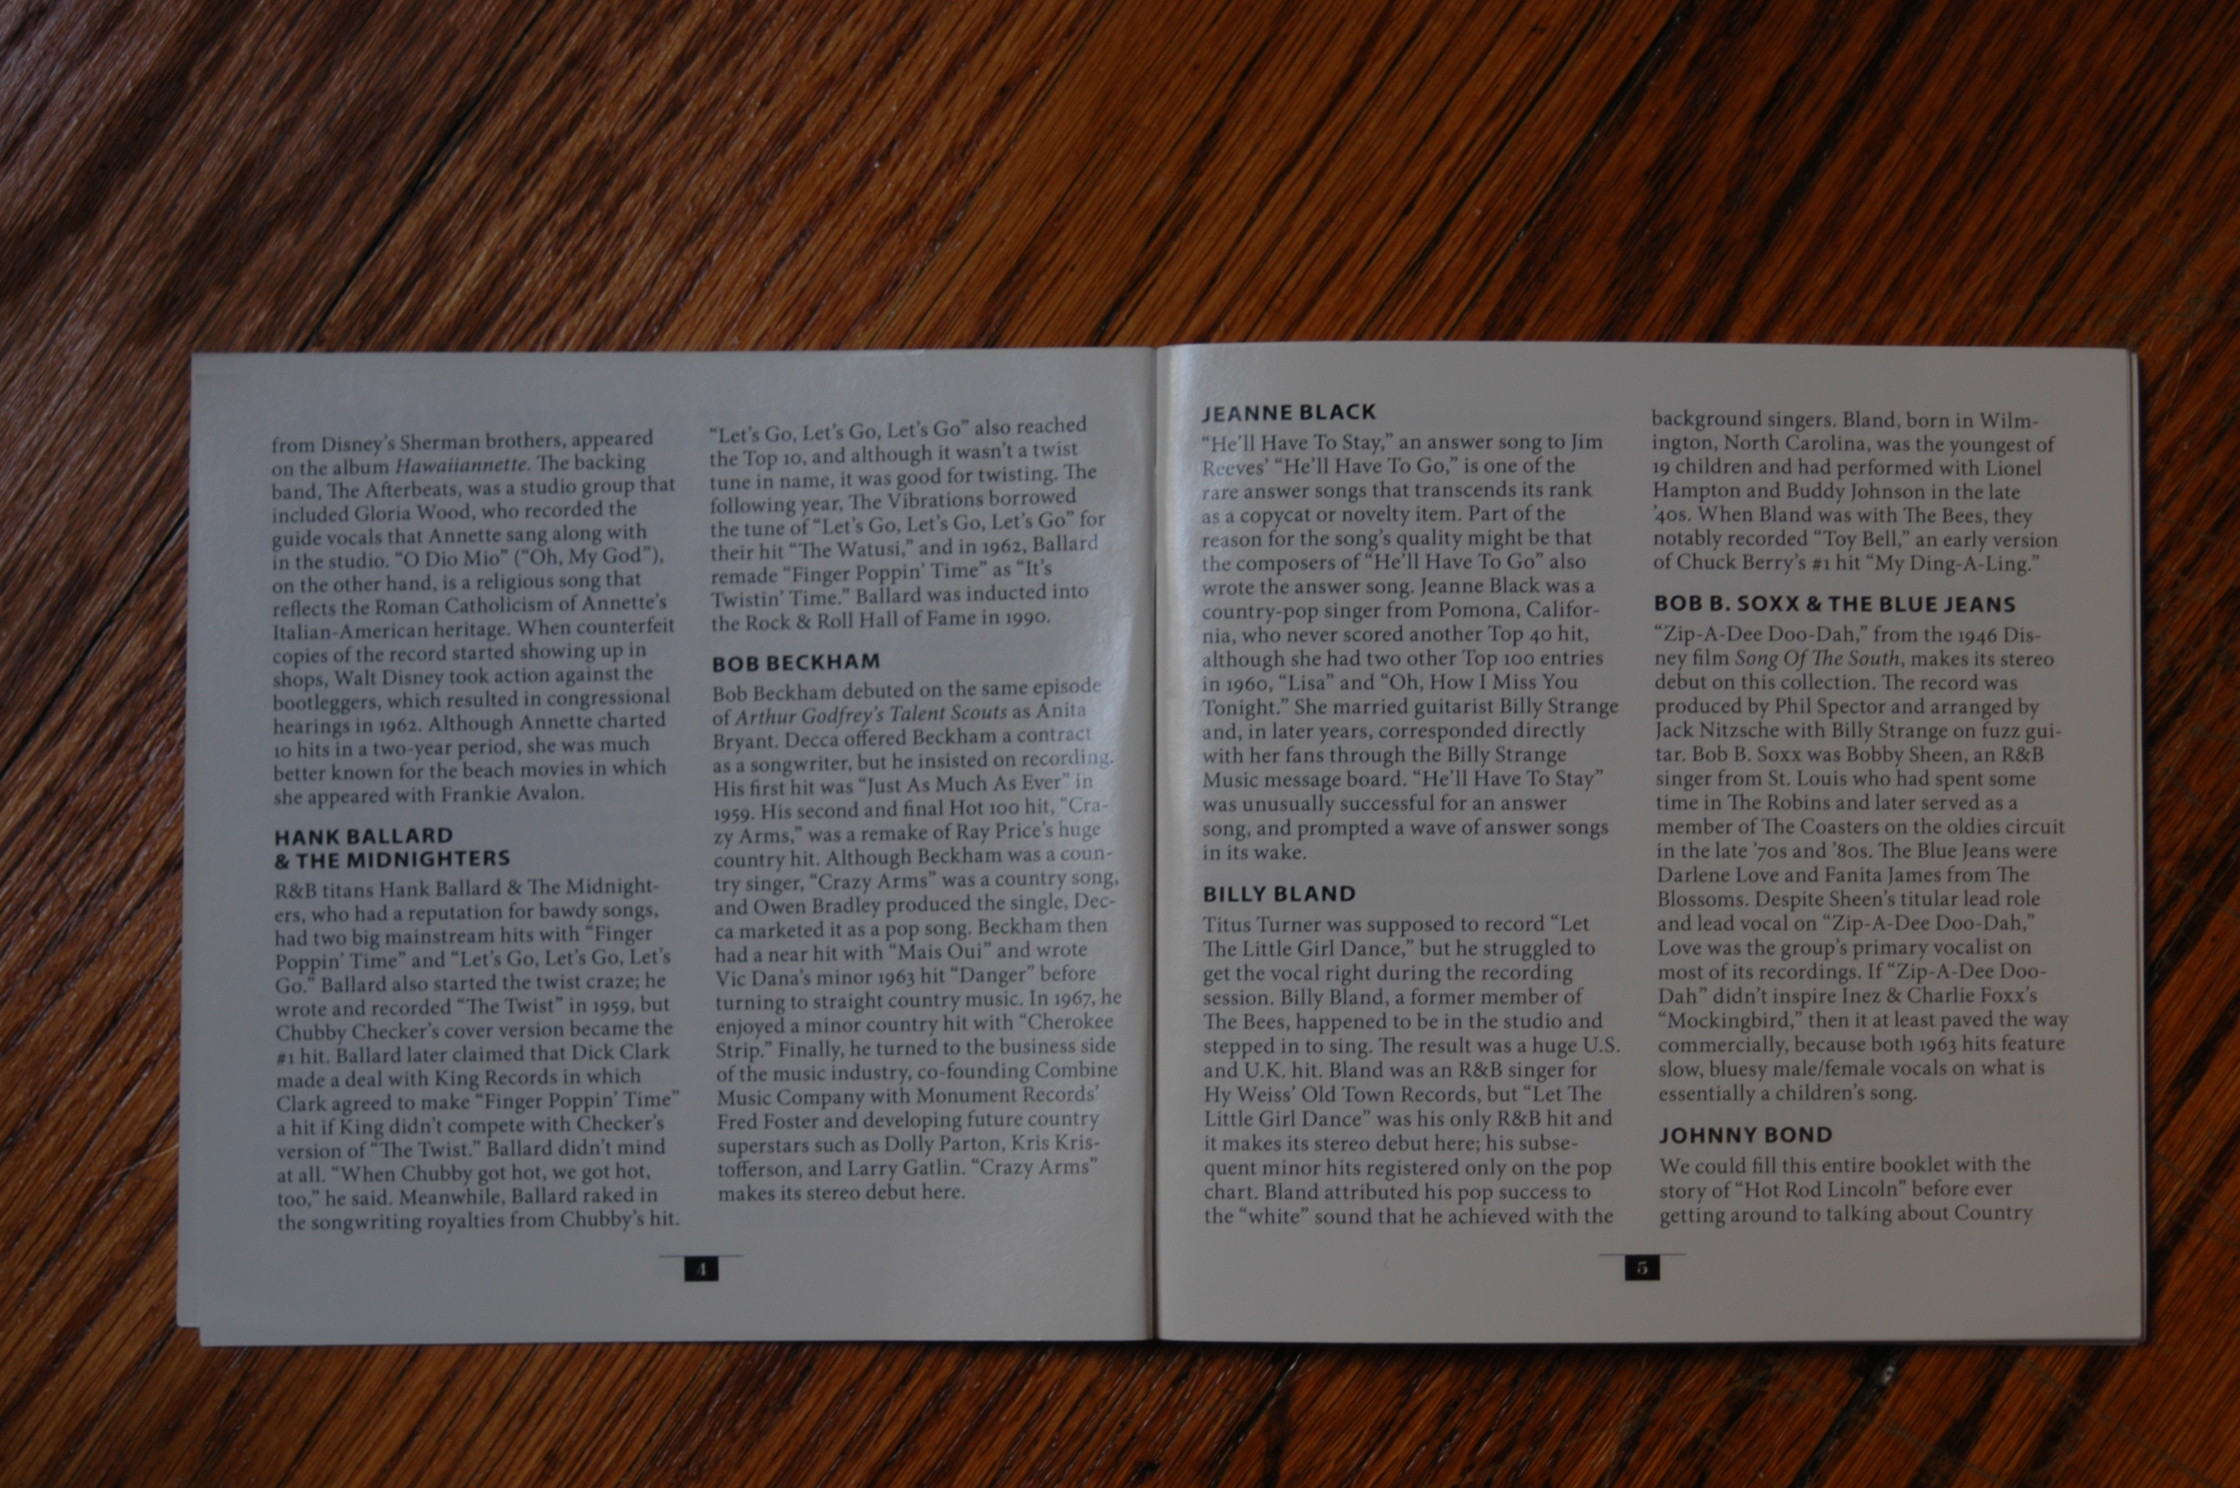 from Disney's Sherman brothers, appeared
on the album Hawaiiannette. The backing
band, The Afterbeats, was a studio group that
included Gloria Wood, who recorded the
guide vocals that Annette sang along with
in the studio. “O Dio Mio” (“Oh, My God”),
on the other hand, is a religious song that
reflects the Roman Catholicism of Annette's
Italian-American heritage. When counterfeit
copies of the record started showing up in
shops, Walt Disney took action against the
bootleggers, which resulted in congressional
hearings in 1962. Although Annette charted
10 hits in a two-year period, she was much
better known for the beach movies in which
she appeared with Frankie Avalon.
HANK BALLARD
& THE MIDNIGHTERS
R&B titans Hank Ballard & The Midnight-
ers, who had a reputation for bawdy songs,
had two big mainstream hits with “Finger
Poppin' Time” and “Let's Go, Let's Go, Let's
Go.” Ballard also started the twist craze; he
wrote and recorded “The Twist” in 1959, but
Chubby Checker's cover version became the
#1 hit. Ballard later claimed that Dick Clark
made a deal with King Records in which
Clark agreed to make “Finger Poppin' Time”
a hit if King didn't compete with Checker's
version of “The Twist.” Ballard didn't mind
at all. “When Chubby got hot, we got hot,
too,” he said. Meanwhile, Ballard raked in
the songwriting royalties from Chubby's hit.
“Let's Go, Let's Go, Let's Go” also reached
the Top 10, and although it wasn't a twist
tune in name, it was good for twisting. The
following year, The Vibrations borrowed
the tune of “Let's Go, Let's Go, Let's Go” for
their hit “The Watusi,” and in 1962, Ballard
remade “Finger Poppin' Time” as “It's
Twistin' Time.” Ballard was inducted into
the Rock & Roll Hall of Fame in 1990.
BOB BECKHAM
Bob Beckham debuted on the same episode
of Arthur Godfrey's Talent Scouts as Anita
Bryant. Decca offered Beckham a contract
as a songwriter, but he insisted on recording.
His first hit was “Just As Much As Ever” in
1959. His second and final Hot 100 hit, “Cra-
zy Arms,” was a remake of Ray Price's huge
country hit. Although Beckham was a coun-
try singer, “Crazy Arms” was a country song,
and Owen Bradley produced the single, Dec-
ca marketed it as a pop song. Beckham then
had a near hit with “Mais Oui” and wrote
Vic Dana's minor 1963 hit “Danger” before
turning to straight country music. In 1967, he
enjoyed a minor country hit with “Cherokee
Strip.” Finally, he turned to the business side
of the music industry, co-founding Combine
Music Company with Monument Records'
Fred Foster and developing future country
superstars such as Dolly Parton, Kris Kris-
tofferson, and Larry Gatlin. “Crazy Arms”
makes its stereo debut here.
4
JEANNE BLACK
“He'll Have To Stay,” an answer song to Jim
Reeves' “He'll Have To Go,” is one of the
rare answer songs that transcends its rank
as a copycat or novelty item. Part of the
reason for the song's quality might be that
the composers of “He'll Have To Go” also
wrote the answer song. Jeanne Black was a
country-pop singer from Pomona, Califor-
nia, who never scored another Top 40 hit,
although she had two other Top 100 entries
in 1960, “Lisa” and “Oh, How I Miss You
Tonight.” She married guitarist Billy Strange
and, in later years, corresponded directly
with her fans through the Billy Strange
Music message board. “He'll Have To Stay”
was unusually successful for an answer
song, and prompted a wave of answer songs
in its wake.
BILLY BLAND
Titus Turner was supposed to record “Let
The Little Girl Dance,” but he struggled to
get the vocal right during the recording
session. Billy Bland, a former member of
The Bees, happened to be in the studio and
stepped in to sing. The result was a huge U.S.
and U.K. hit. Bland was an R&B singer for
Hy Weiss' Old Town Records, but “Let The
Little Girl Dance” was his only R&B hit and
it makes its stereo debut here; his subse-
quent minor hits registered only on the pop
chart. Bland attributed his pop success to
the “white” sound that he achieved with the
background singers. Bland, born in Wilm-
ington, North Carolina, was the youngest of
19 children and had performed with Lionel
Hampton and Buddy Johnson in the late
'40s. When Bland was with The Bees, they
notably recorded “Toy Bell,” an early version
of Chuck Berry's #1 hit “My Ding-A-Ling.”
BOB B. SOXX & THE BLUE JEANS
“Zip-A-Dee Doo-Dah,” from the 1946 Dis-
ney film Song Of The South, makes its stereo
debut on this collection. The record was
produced by Phil Spector and arranged by
Jack Nitzsche with Billy Strange on fuzz gui-
tar. Bob B. Soxx was Bobby Sheen, an R&B
singer from St. Louis who had spent some
time in The Robins and later served as a
member of The Coasters on the oldies circuit
in the late '70s and '80s. The Blue Jeans were
Darlene Love and Fanita James from The
Blossoms. Despite Sheen's titular lead role
and lead vocal on “Zip-A-Dee Doo-Dah,”
Love was the group's primary vocalist on
most of its recordings. If “Zip-A-Dee Doo-
Dah” didn't inspire Inez & Charlie Foxx's
“Mockingbird,” then it at least paved the way
commercially, because both 1963 hits feature
slow, bluesy male/female vocals on what is
essentially a children's song.
JOHNNY BOND
We could fill this entire booklet with the
story of “Hot Rod Lincoln” before ever
getting around to talking about Country
5